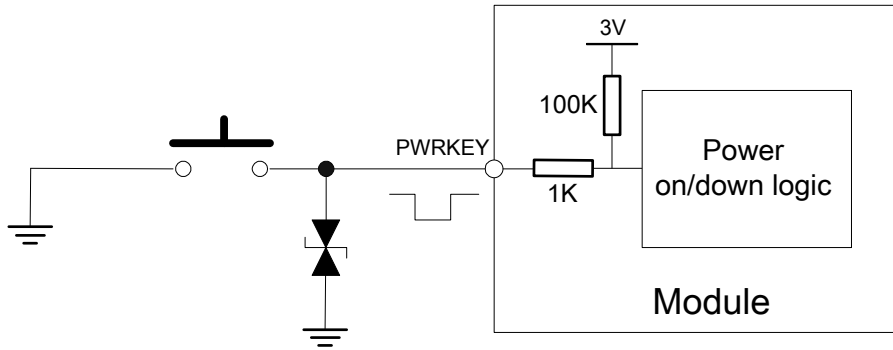 3V
100K
PWRKEY
1K
Power
on/down logic
Module